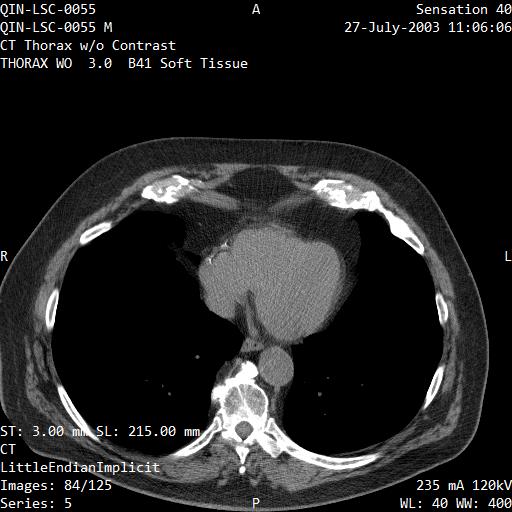 QIN-LSC-0055 A Sensation 40
QIN-LSC-0055 M 27-July-2003 11:06:06
CT Thorax w/o Contrast
THORAX WO 3.0 B41 Soft Tissue
R L
ST: 3.00 mm SL: 215.00 mm
CT
LittleEndianImplicit
Images: 84/125 235 mA 120kV
Series: 5 P WL: 40 WW: 400